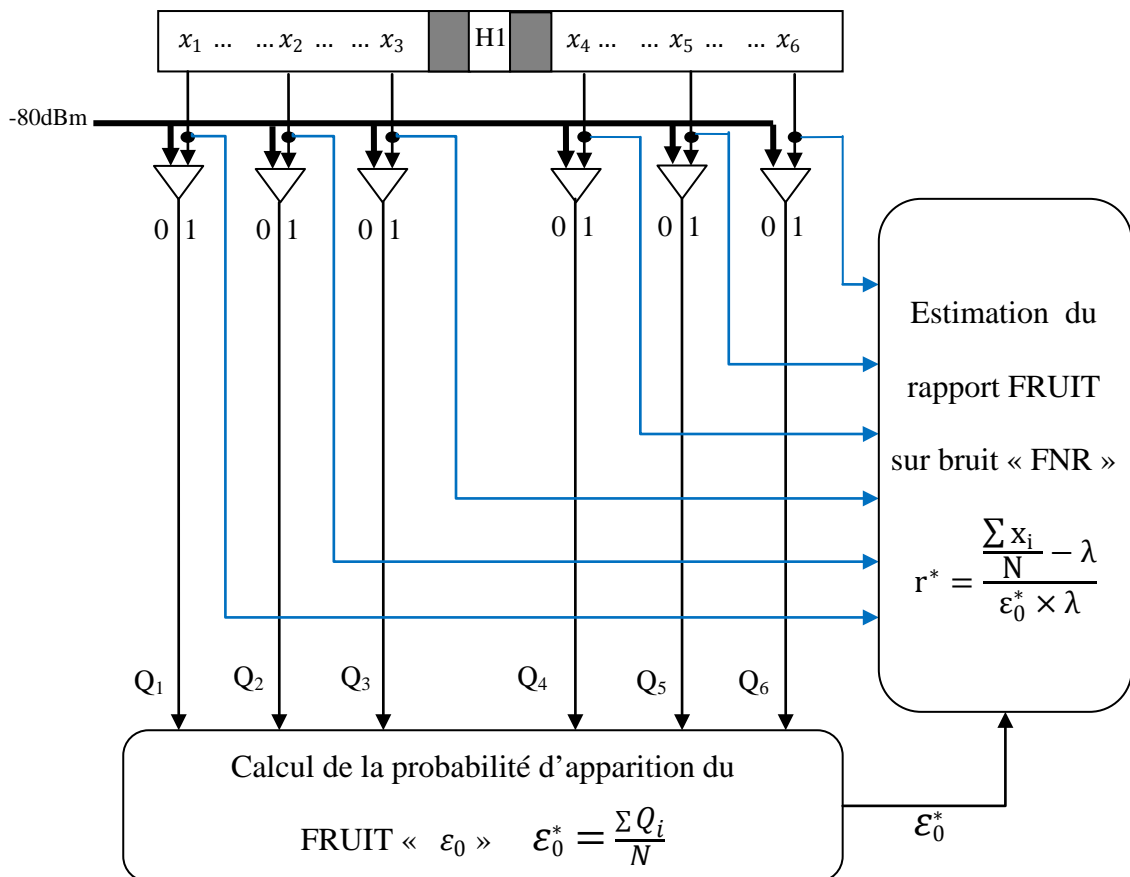 x₁ … … x₂ … … x₃ H1 x₄ … … x₅ … … x₆
-80dBm
0 1 0 1 0 1 0 1 0 1 0 1
Estimation du
rapport FRUIT
sur bruit « FNR »
r* = (∑ x_i / N − λ) / (ε₀* × λ)
Q₁ Q₂ Q₃ Q₄ Q₅ Q₆
Calcul de la probabilité d’apparition du
FRUIT « ε₀ » ε₀* = ∑ Q_i / N
ε₀*